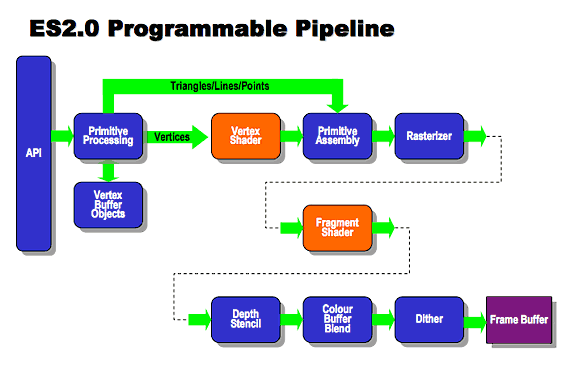 ES2.0 Programmable Pipeline
Triangles/Lines/Points
API
Primitive
Processing
Vertices
Vertex
Shader
Primitive
Assembly
Rasterizer
Vertex
Buffer
Objects
Fragment
Shader
Depth
Stencil
Colour
Buffer
Blend
Dither
Frame Buffer